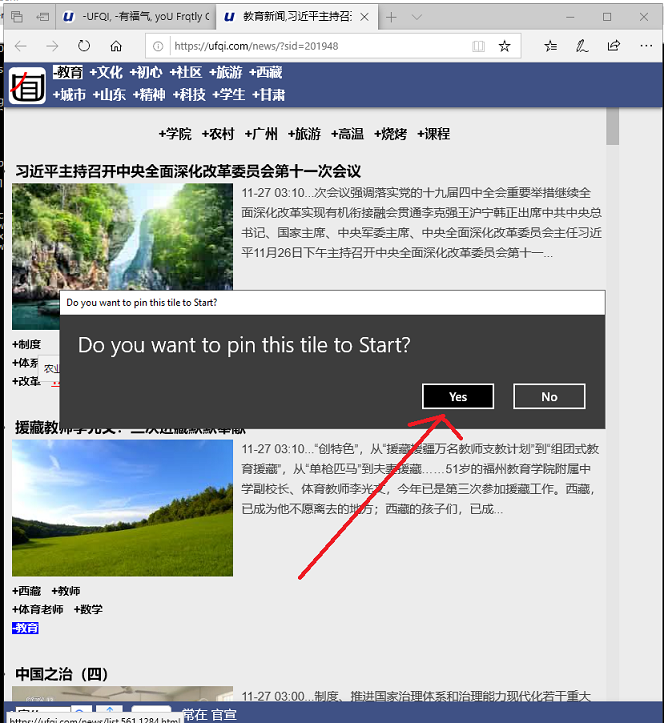 -UFQI, -有福气, yoU Frqtly Q
教育新闻,习近平主持召开
https://ufqi.com/news/?sid=201948
-教育 +文化 +初心 +社区 +旅游 +西藏
+城市 +山东 +精神 +科技 +学生 +甘肃
+学院 +农村 +广州 +旅游 +高温 +烧烤 +课程
习近平主持召开中央全面深化改革委员会第十一次会议
11-27 03:10...次会议强调落实党的十九届四中全会重要举措继续全
面深化改革实现有机衔接融会贯通李克强王沪宁韩正出席中共中央总
书记、国家主席、中央军委主席、中央全面深化改革委员会主任习近
平11月26日下午主持召开中央全面深化改革委员会第十一...
Do you want to pin this tile to Start?
Do you want to pin this tile to Start?
Yes No
+制度
+体系
+改革
农业
援藏教师李光文：三次进藏默默奉献
11-27 03:10...“创特色”，从“援藏援疆万名教师支教计划”到“组团式教
育援藏”，从“单枪匹马”到夫妻援藏……51岁的福州教育学院附属中
学副校长、体育教师李光文，今年已是第三次参加援藏工作。西藏，
已成为他不愿离去的地方；西藏的孩子们，已成...
+西藏 +教师
+体育老师 +数学
-教育
中国之治（四）
11-27 03:00...制度、推进国家治理体系和治理能力现代化若干重大
常在 官宣
https://ufqi.com/news/list.561.1284.html